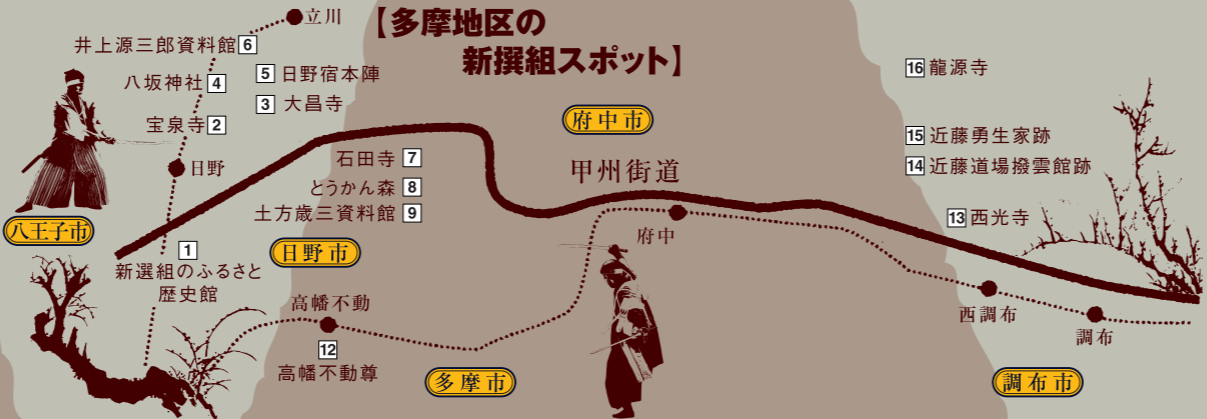 【多摩地区の
新撰組スポット】
立川
井上源三郎資料館 6
5 日野宿本陣
八坂神社 4
3 大昌寺
宝泉寺 2
日野
八王子市
1
新選組のふるさと
歴史館
日野市
石田寺 7
とうかん森 8
土方歳三資料館 9
高幡不動
12
高幡不動尊
府中市
甲州街道
府中
多摩市
16 龍源寺
15 近藤勇生家跡
14 近藤道場撥雲館跡
13 西光寺
西調布
調布
調布市